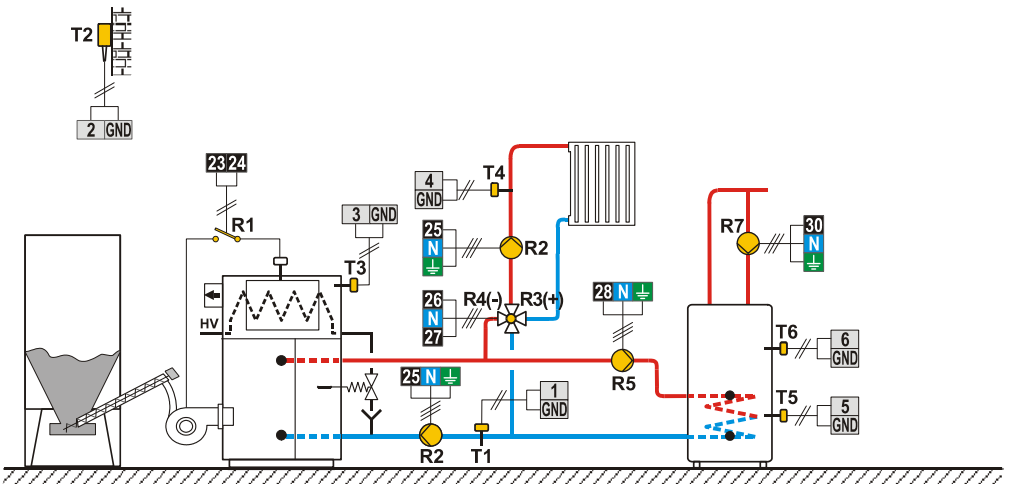 T2
2 GND
23 24
R1
3 GND
T3
HV
4
GND
T4
25
N
R2
26
N
27
R4(-) R3(+)
28 N
R5
25 N
R2
T1
1
GND
R7
30
N
T6
6
GND
T5
5
GND